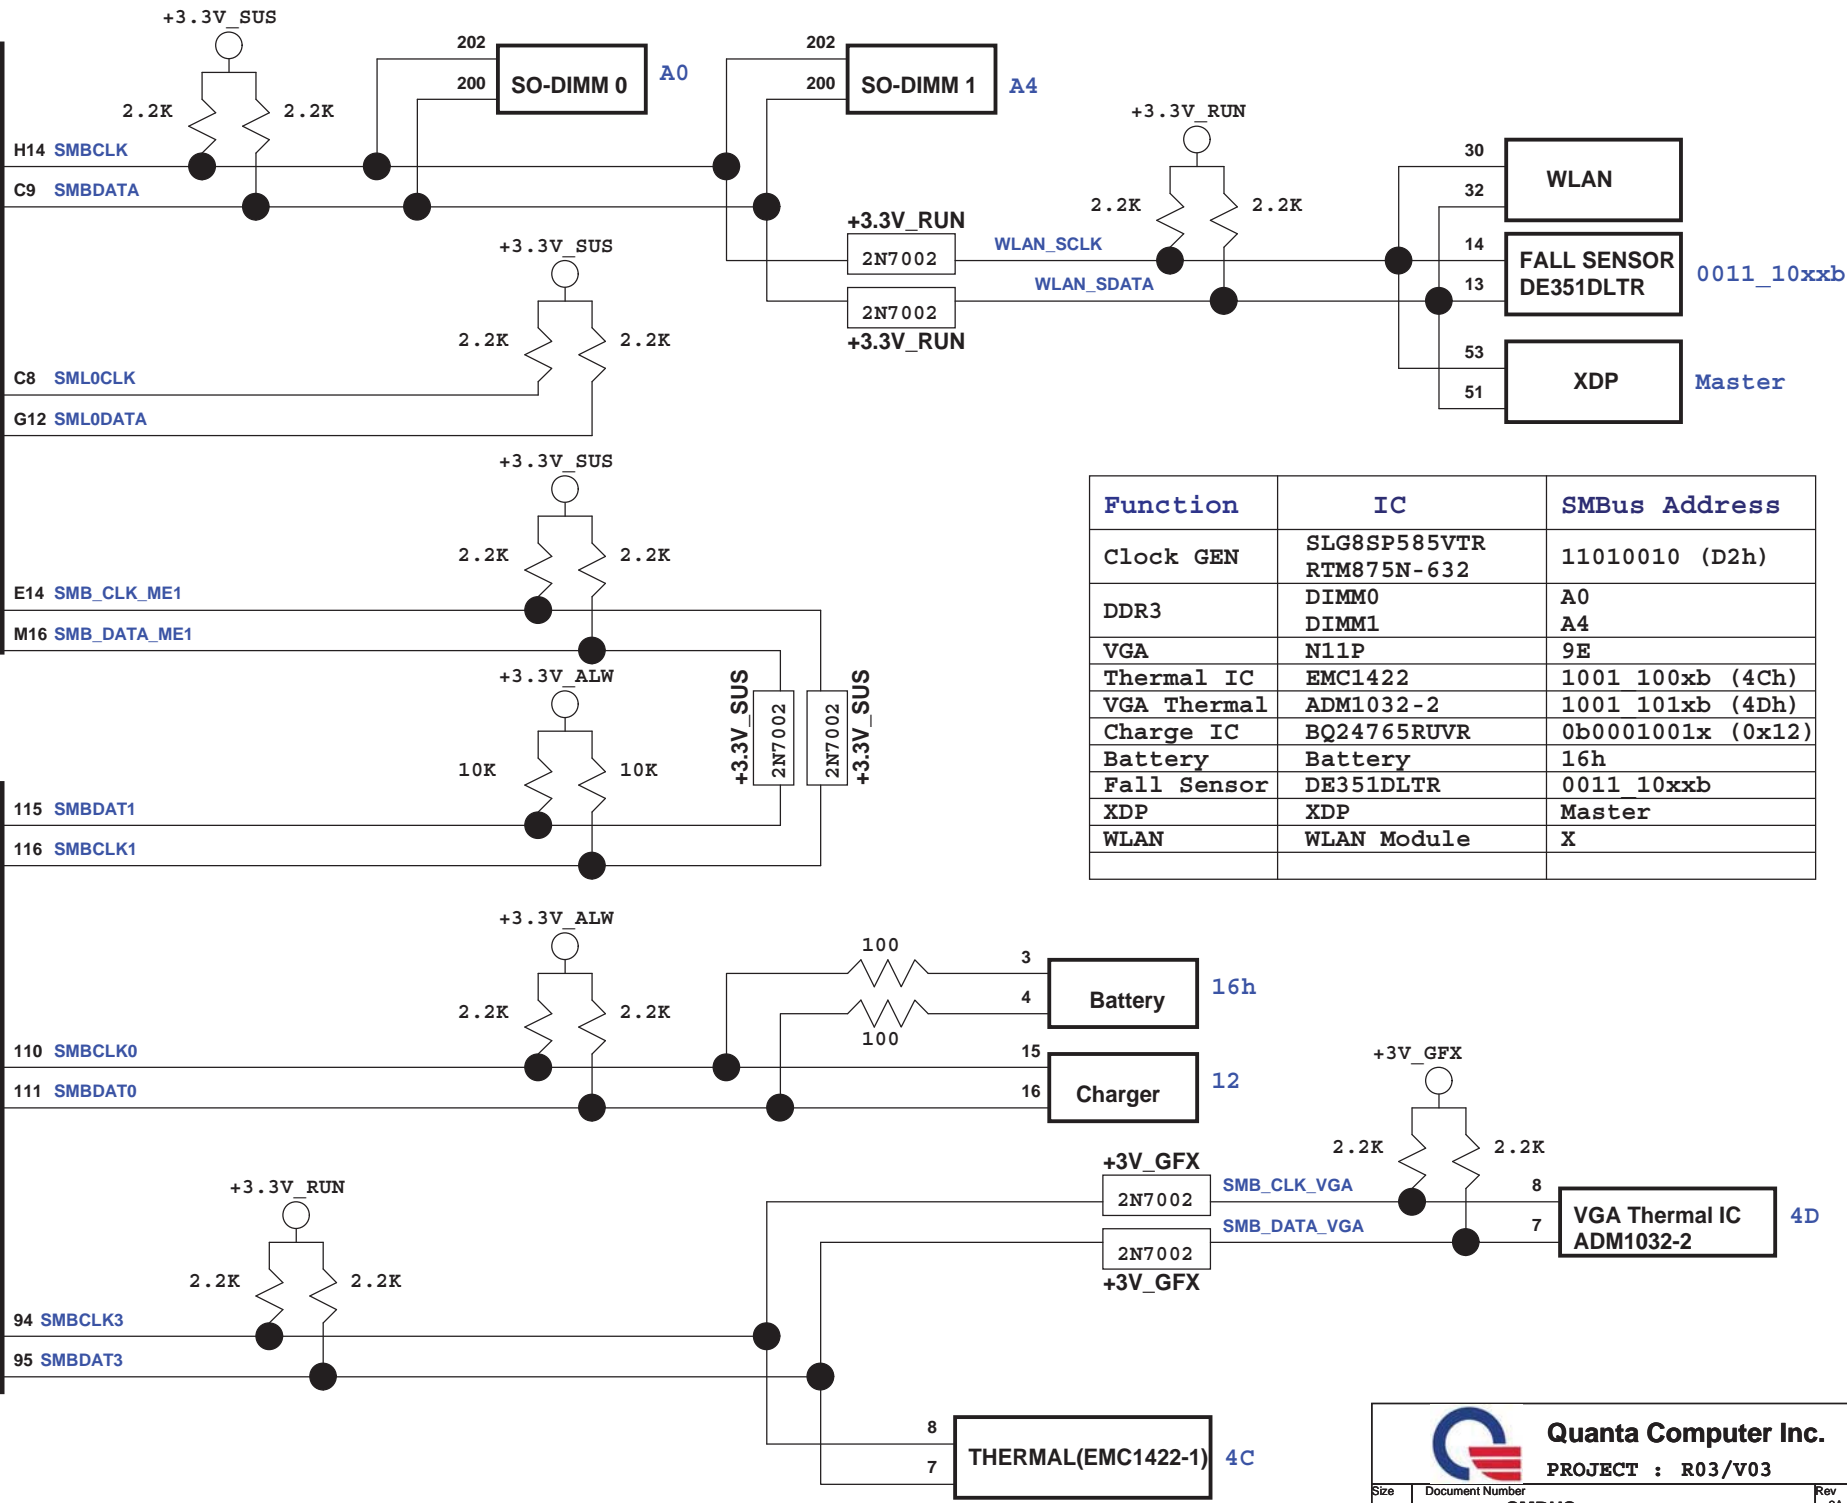 +3.3V_SUS
202
SO-DIMM 0
200
A0
202
SO-DIMM 1
200
A4
2.2K
2.2K
H14 SMBCLK
C9 SMBDATA
+3.3V_RUN
2.2K
2.2K
30
WLAN
32
+3.3V_RUN
2N7002
WLAN_SCLK
WLAN_SDATA
2N7002
+3.3V_RUN
14
FALL SENSOR
DE351DLTR
13
0011_10xxb
53
XDP
51
Master
+3.3V_SUS
2.2K
2.2K
C8 SML0CLK
G12 SML0DATA
+3.3V_SUS
2.2K
2.2K
E14 SMB_CLK_ME1
M16 SMB_DATA_ME1
+3.3V_ALW
+3.3V_SUS
2N7002
2N7002
+3.3V_SUS
10K
10K
115 SMBDAT1
116 SMBCLK1
Function IC SMBus Address
Clock GEN SLG8SP585VTR
RTM875N-632 11010010 (D2h)
DDR3 DIMM0 A0
DIMM1 A4
VGA N11P 9E
Thermal IC EMC1422 1001_100xb (4Ch)
VGA Thermal ADM1032-2 1001_101xb (4Dh)
Charge IC BQ24765RUVR 0b0001001x (0x12)
Battery Battery 16h
Fall Sensor DE351DLTR 0011_10xxb
XDP XDP Master
WLAN WLAN Module X
+3.3V_ALW
2.2K
2.2K
100
3
Battery
4
16h
100
110 SMBCLK0
111 SMBDAT0
15
Charger
16
12
+3V_GFX
2.2K
2.2K
+3V_GFX
2N7002
SMB_CLK_VGA
SMB_DATA_VGA
2N7002
+3V_GFX
8
VGA Thermal IC
ADM1032-2
7
4D
+3.3V_RUN
2.2K
2.2K
94 SMBCLK3
95 SMBDAT3
8
THERMAL(EMC1422-1)
7
4C
Quanta Computer Inc.
PROJECT : R03/V03
Size Document Number Rev